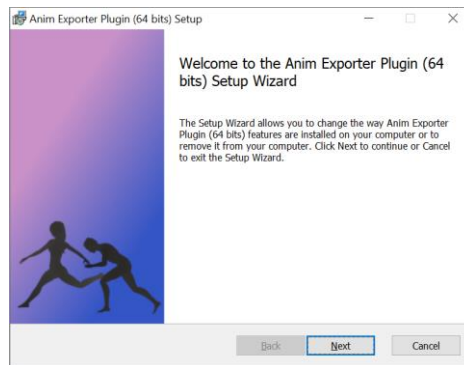 Anim Exporter Plugin (64 bits) Setup
Welcome to the Anim Exporter Plugin (64
bits) Setup Wizard
The Setup Wizard allows you to change the way Anim Exporter
Plugin (64 bits) features are installed on your computer or to
remove it from your computer. Click Next to continue or Cancel
to exit the Setup Wizard.
Back Next Cancel